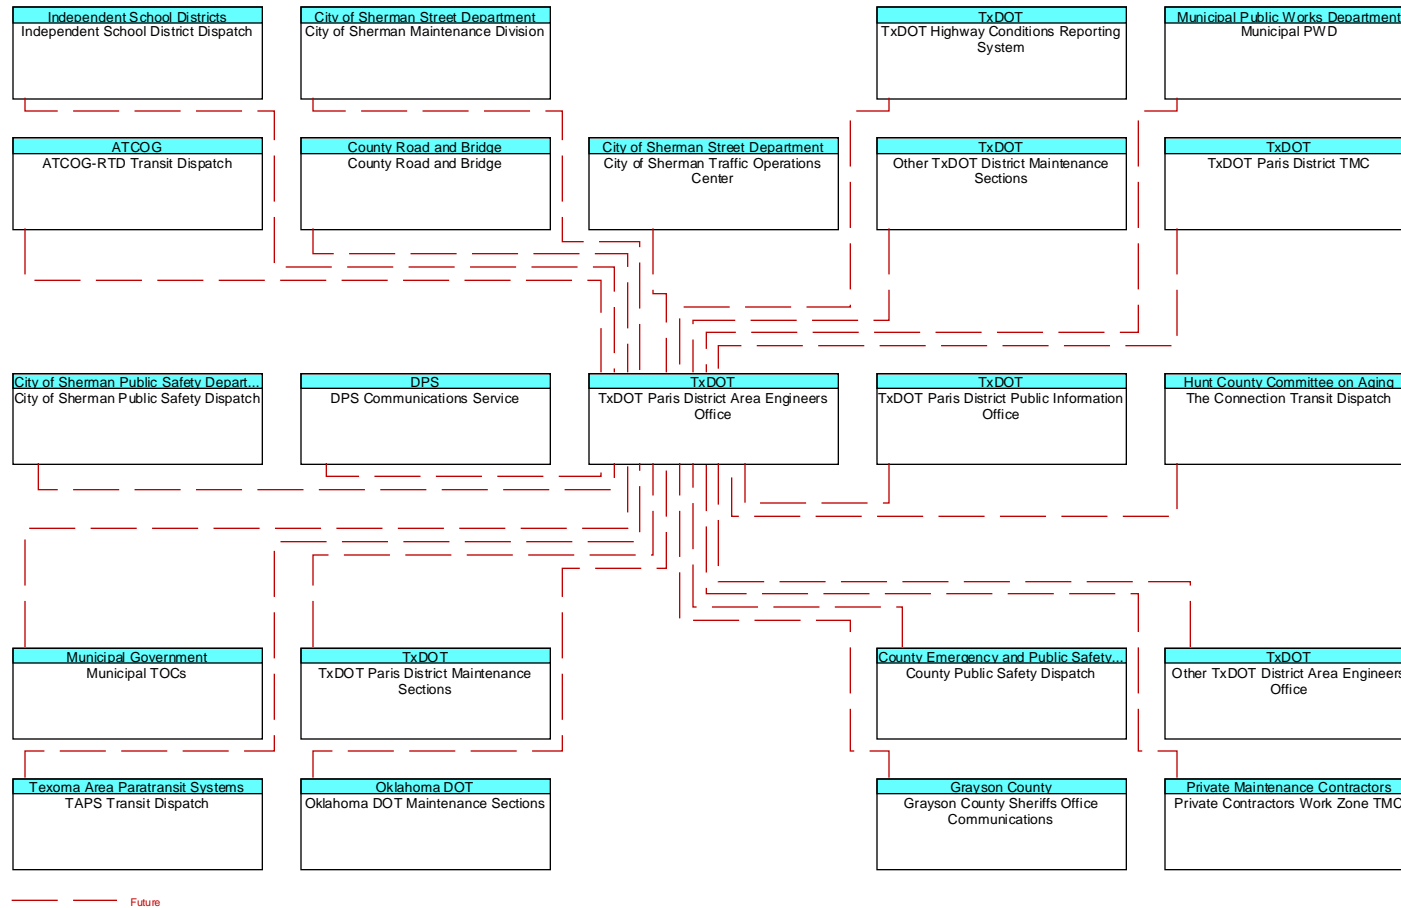 Independent School Districts
Independent School District Dispatch
City of Sherman Street Department
City of Sherman Maintenance Division
TxDOT
TxDOT Highway Conditions Reporting
System
Municipal Public Works Department
Municipal PWD
ATCOG
ATCOG-RTD Transit Dispatch
County Road and Bridge
County Road and Bridge
City of Sherman Street Department
City of Sherman Traffic Operations
Center
TxDOT
Other TxDOT District Maintenance
Sections
TxDOT
TxDOT Paris District TMC
City of Sherman Public Safety Depart...
City of Sherman Public Safety Dispatch
DPS
DPS Communications Service
TxDOT
TxDOT Paris District Area Engineers
Office
TxDOT
TxDOT Paris District Public Information
Office
Hunt County Committee on Aging
The Connection Transit Dispatch
Municipal Government
Municipal TOCs
TxDOT
TxDOT Paris District Maintenance
Sections
County Emergency and Public Safety...
County Public Safety Dispatch
TxDOT
Other TxDOT District Area Engineers
Office
Texoma Area Paratransit Systems
TAPS Transit Dispatch
Oklahoma DOT
Oklahoma DOT Maintenance Sections
Grayson County
Grayson County Sheriffs Office
Communications
Private Maintenance Contractors
Private Contractors Work Zone TMC
Future